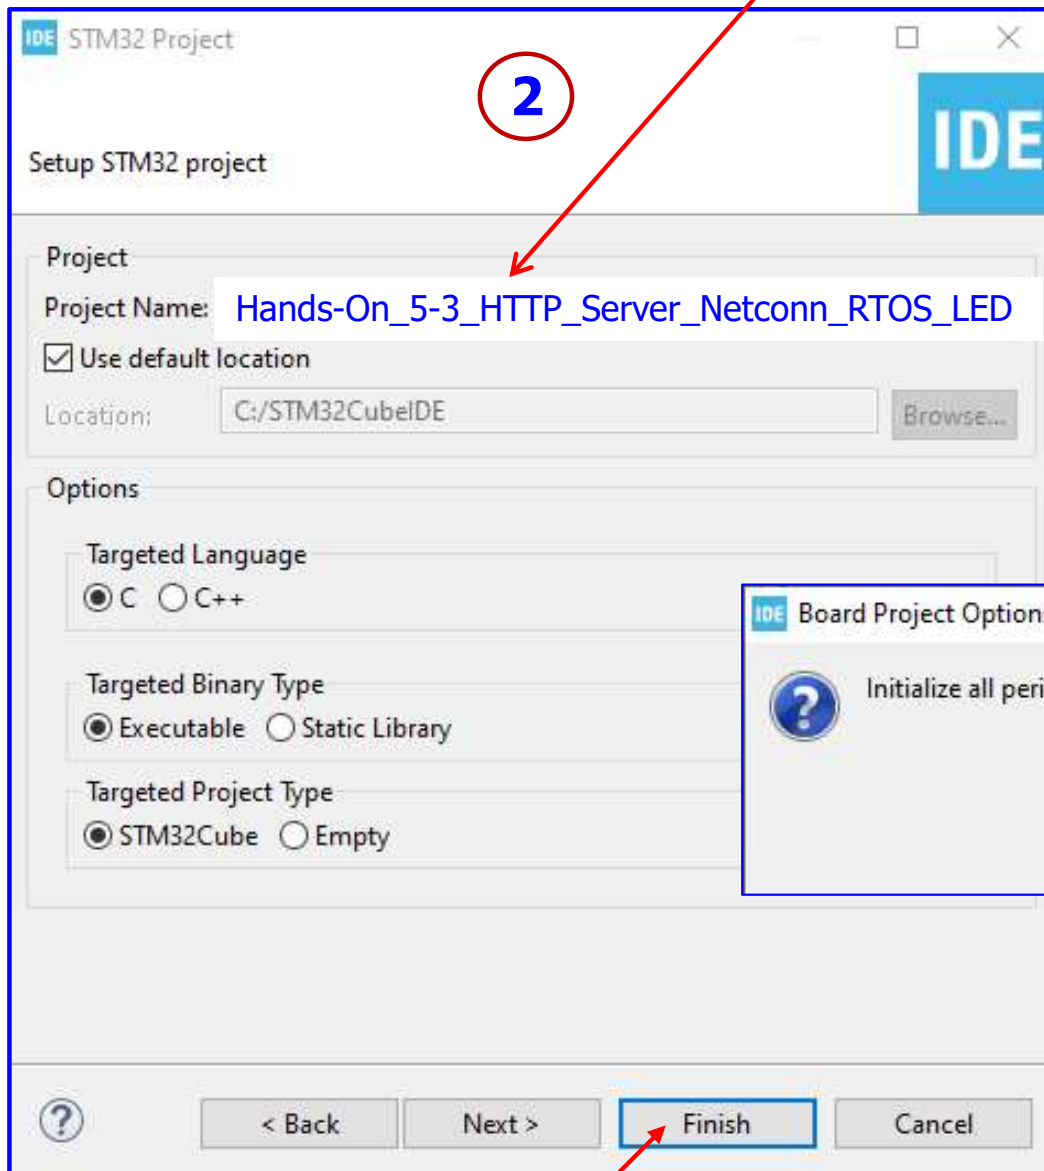 IDE STM32 Project
2
IDE
Setup STM32 project
Project
Project Name: Hands-On_5-3_HTTP_Server_Netconn_RTOS_LED
Use default location
Location: C:/STM32CubeIDE Browse...
Options
Targeted Language
C C++
IDE Board Project Option
Targeted Binary Type
Initialize all peri
Executable Static Library
Targeted Project Type
STM32Cube Empty
? < Back Next > Finish Cancel